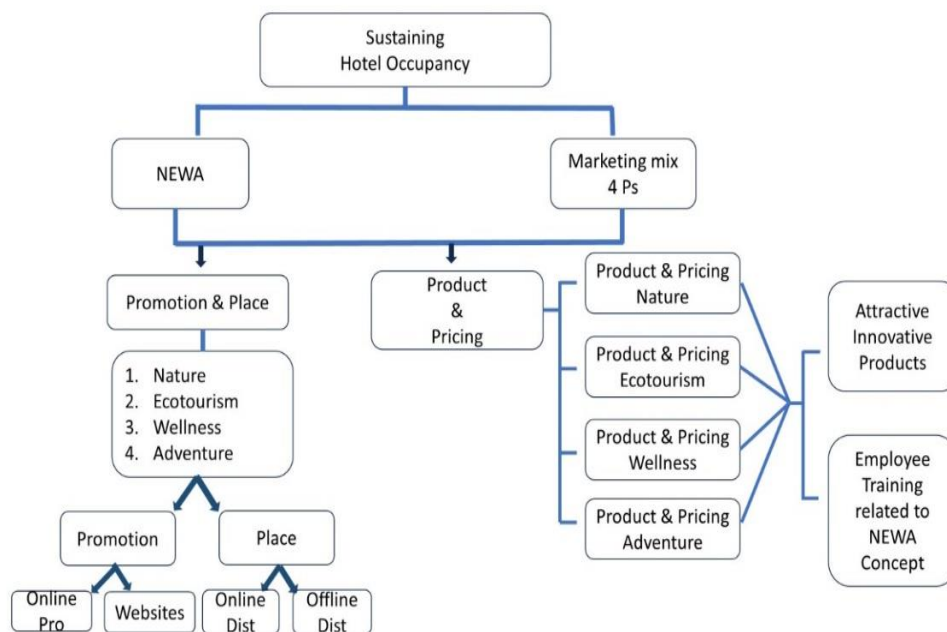 Sustaining
Hotel Occupancy
NEWA
Marketing mix
4 Ps
Promotion & Place
Product
&
Pricing
Product & Pricing
Nature
Product & Pricing
Ecotourism
Product & Pricing
Wellness
Product & Pricing
Adventure
Attractive
Innovative
Products
Employee
Training
related to
NEWA
Concept
1. Nature
2. Ecotourism
3. Wellness
4. Adventure
Promotion
Place
Online
Pro
Websites
Online
Dist
Offline
Dist